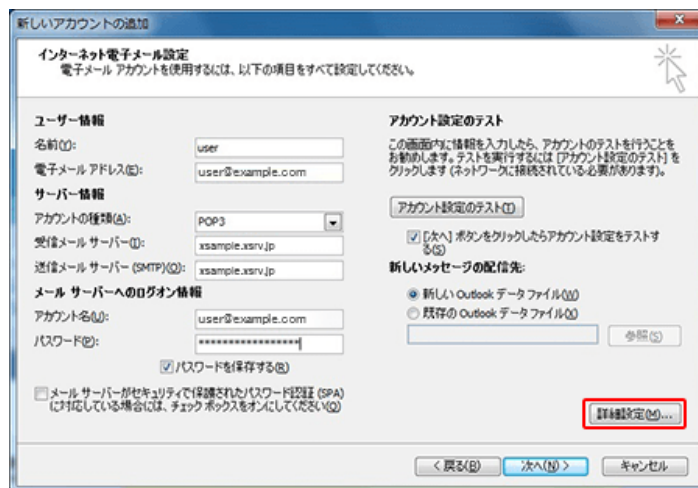 新しいアカウントの追加
インターネット電子メール設定
電子メール アカウントを使用するには、以下の項目をすべて設定してください。
ユーザー情報
名前(Y):
user
電子メール アドレス(E):
user@example.com
サーバー情報
アカウントの種類(A):
POP3
受信メール サーバー(I):
xsample.xsrv.jp
送信メール サーバー (SMTP)(O):
xsample.xsrv.jp
メール サーバーへのログオン情報
アカウント名(U):
user@example.com
パスワード(P):
******************
パスワードを保存する(R)
メール サーバーがセキュリティで保護されたパスワード認証 (SPA)
に対応している場合には、チェック ボックスをオンにしてください(Q)
アカウント設定のテスト
この画面内に情報を入力したら、アカウントのテストを行うことを
お勧めします。テストを実行するには [アカウント設定のテスト] を
クリックします (ネットワークに接続されている必要があります)。
アカウント設定のテスト(T)
[次へ] ボタンをクリックしたらアカウント設定をテストす
る(S)
新しいメッセージの配信先:
新しい Outlook データ ファイル(W)
既存の Outlook データ ファイル(X)
参照(S)
詳細設定(M)...
< 戻る(B)
次へ(N) >
キャンセル